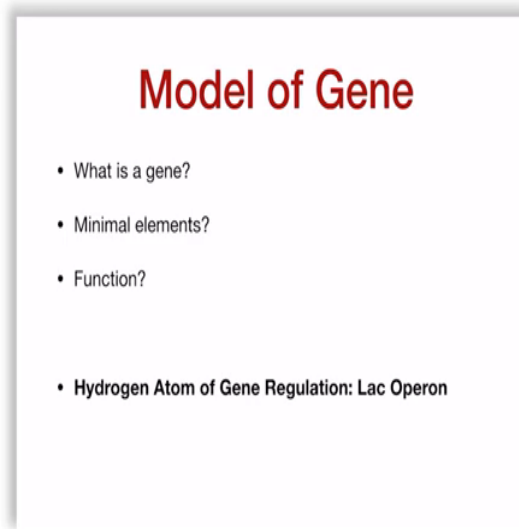 Model of Gene
• What is a gene?
• Minimal elements?
• Function?
• Hydrogen Atom of Gene Regulation: Lac Operon